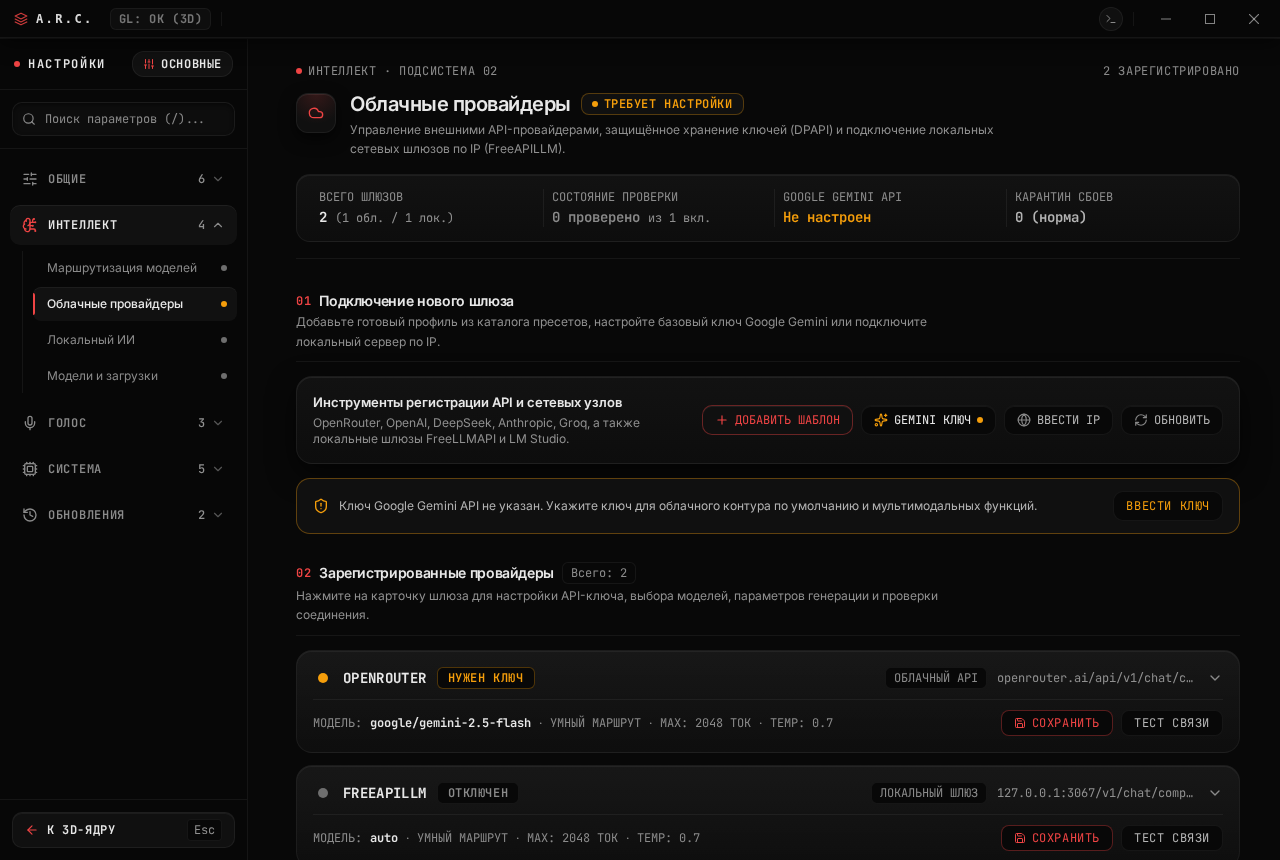 A.R.C.
GL: OK (3D)
НАСТРОЙКИ
ОСНОВНЫЕ
Поиск параметров (/)...
ОБЩИЕ 6
ИНТЕЛЛЕКТ 4
Маршрутизация моделей
Облачные провайдеры
Локальный ИИ
Модели и загрузки
ГОЛОС 3
СИСТЕМА 5
ОБНОВЛЕНИЯ 2
К 3D-ЯДРУ Esc
ИНТЕЛЛЕКТ · ПОДСИСТЕМА 02
2 ЗАРЕГИСТРИРОВАНО
Облачные провайдеры
ТРЕБУЕТ НАСТРОЙКИ
Управление внешними API-провайдерами, защищённое хранение ключей (DPAPI) и подключение локальных
сетевых шлюзов по IP (FreeAPILLM).
ВСЕГО ШЛЮЗОВ
2 (1 обл. / 1 лок.)
СОСТОЯНИЕ ПРОВЕРКИ
0 проверено из 1 вкл.
GOOGLE GEMINI API
Не настроен
КАРАНТИН СБОЕВ
0 (норма)
01 Подключение нового шлюза
Добавьте готовый профиль из каталога пресетов, настройте базовый ключ Google Gemini или подключите
локальный сервер по IP.
Инструменты регистрации API и сетевых узлов
OpenRouter, OpenAI, DeepSeek, Anthropic, Groq, а также
локальные шлюзы FreeLLMAPI и LM Studio.
ДОБАВИТЬ ШАБЛОН
GEMINI КЛЮЧ
ВВЕСТИ IP
ОБНОВИТЬ
Ключ Google Gemini API не указан. Укажите ключ для облачного контура по умолчанию и мультимодальных функций.
ВВЕСТИ КЛЮЧ
02 Зарегистрированные провайдеры Всего: 2
Нажмите на карточку шлюза для настройки API-ключа, выбора моделей, параметров генерации и проверки
соединения.
OPENROUTER НУЖЕН КЛЮЧ
ОБЛАЧНЫЙ API openrouter.ai/api/v1/chat/c…
МОДЕЛЬ: google/gemini-2.5-flash · УМНЫЙ МАРШРУТ · MAX: 2048 ТОК · TEMP: 0.7
СОХРАНИТЬ
ТЕСТ СВЯЗИ
FREEAPILLM ОТКЛЮЧЕН
ЛОКАЛЬНЫЙ ШЛЮЗ 127.0.0.1:3067/v1/chat/comp…
МОДЕЛЬ: auto · УМНЫЙ МАРШРУТ · MAX: 2048 ТОК · TEMP: 0.7
СОХРАНИТЬ
ТЕСТ СВЯЗИ